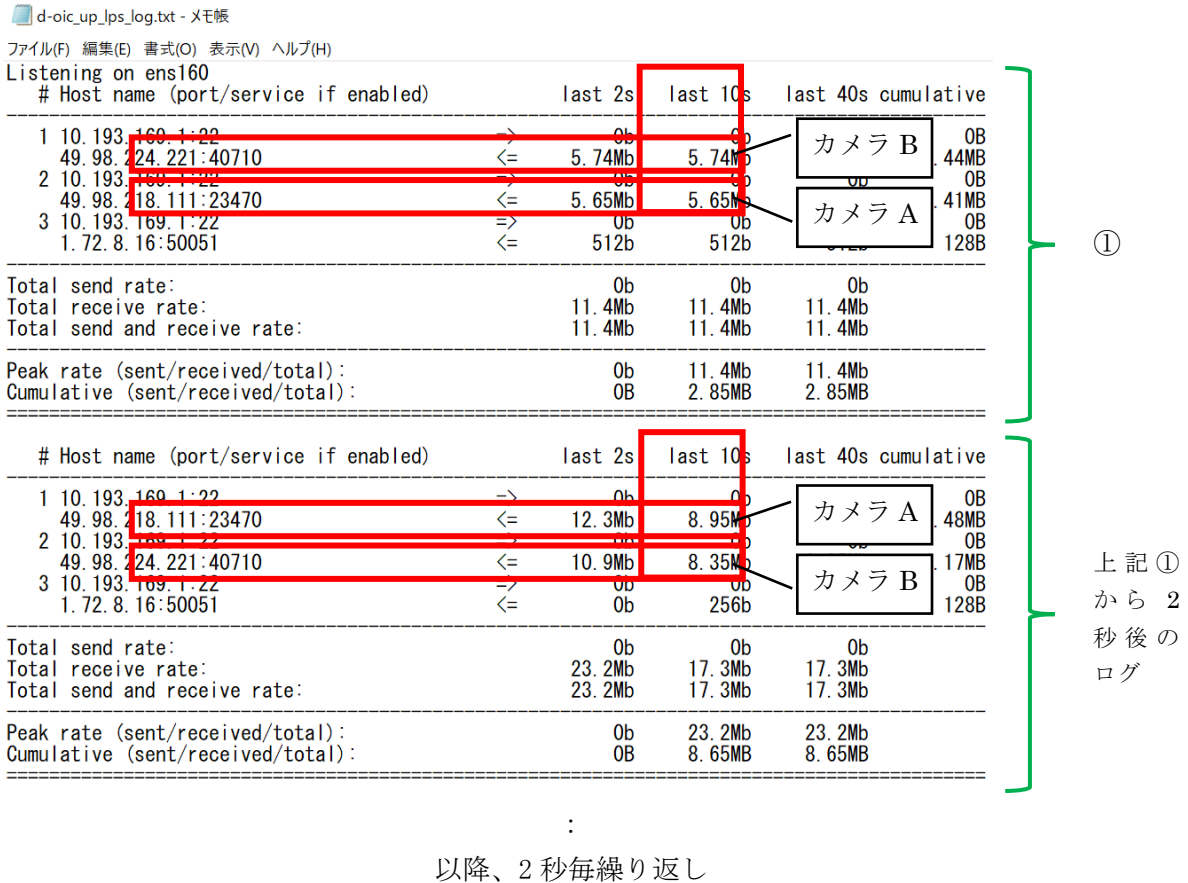 d-oic_up_lps_log.txt - メモ帳
ファイル(F) 編集(E) 書式(O) 表示(V) ヘルプ(H)
Listening on ens160
# Host name (port/service if enabled) last 2s last 10s last 40s cumulative
1 10.193.169.1:22 => 0b 0b 0B
49.98.224.221:40710 <= 5.74Mb 5.74Mb .44MB
カメラ B
2 10.193.169.1:22 => 0b 0b 0b 0B
49.98.218.111:23470 <= 5.65Mb 5.65Mb .41MB
カメラ A
3 10.193.169.1:22 => 0b 0b 0B
1.72.8.16:50051 <= 512b 512b 512b 128B
①
Total send rate: 0b 0b 0b
Total receive rate: 11.4Mb 11.4Mb 11.4Mb
Total send and receive rate: 11.4Mb 11.4Mb 11.4Mb
Peak rate (sent/received/total): 0b 11.4Mb 11.4Mb
Cumulative (sent/received/total): 0B 2.85MB 2.85MB
# Host name (port/service if enabled) last 2s last 10s last 40s cumulative
1 10.193.169.1:22 => 0b 0b 0B
49.98.218.111:23470 <= 12.3Mb 8.95Mb .48MB
カメラ A
2 10.193.169.1:22 => 0b 0b 0b 0B
49.98.224.221:40710 <= 10.9Mb 8.35Mb .17MB
カメラ B
3 10.193.169.1:22 => 0b 0b 0B
1.72.8.16:50051 <= 0b 256b 128B
上記①
から 2
秒後の
ログ
Total send rate: 0b 0b 0b
Total receive rate: 23.2Mb 17.3Mb 17.3Mb
Total send and receive rate: 23.2Mb 17.3Mb 17.3Mb
Peak rate (sent/received/total): 0b 23.2Mb 23.2Mb
Cumulative (sent/received/total): 0B 8.65MB 8.65MB
:
以降、2 秒毎繰り返し